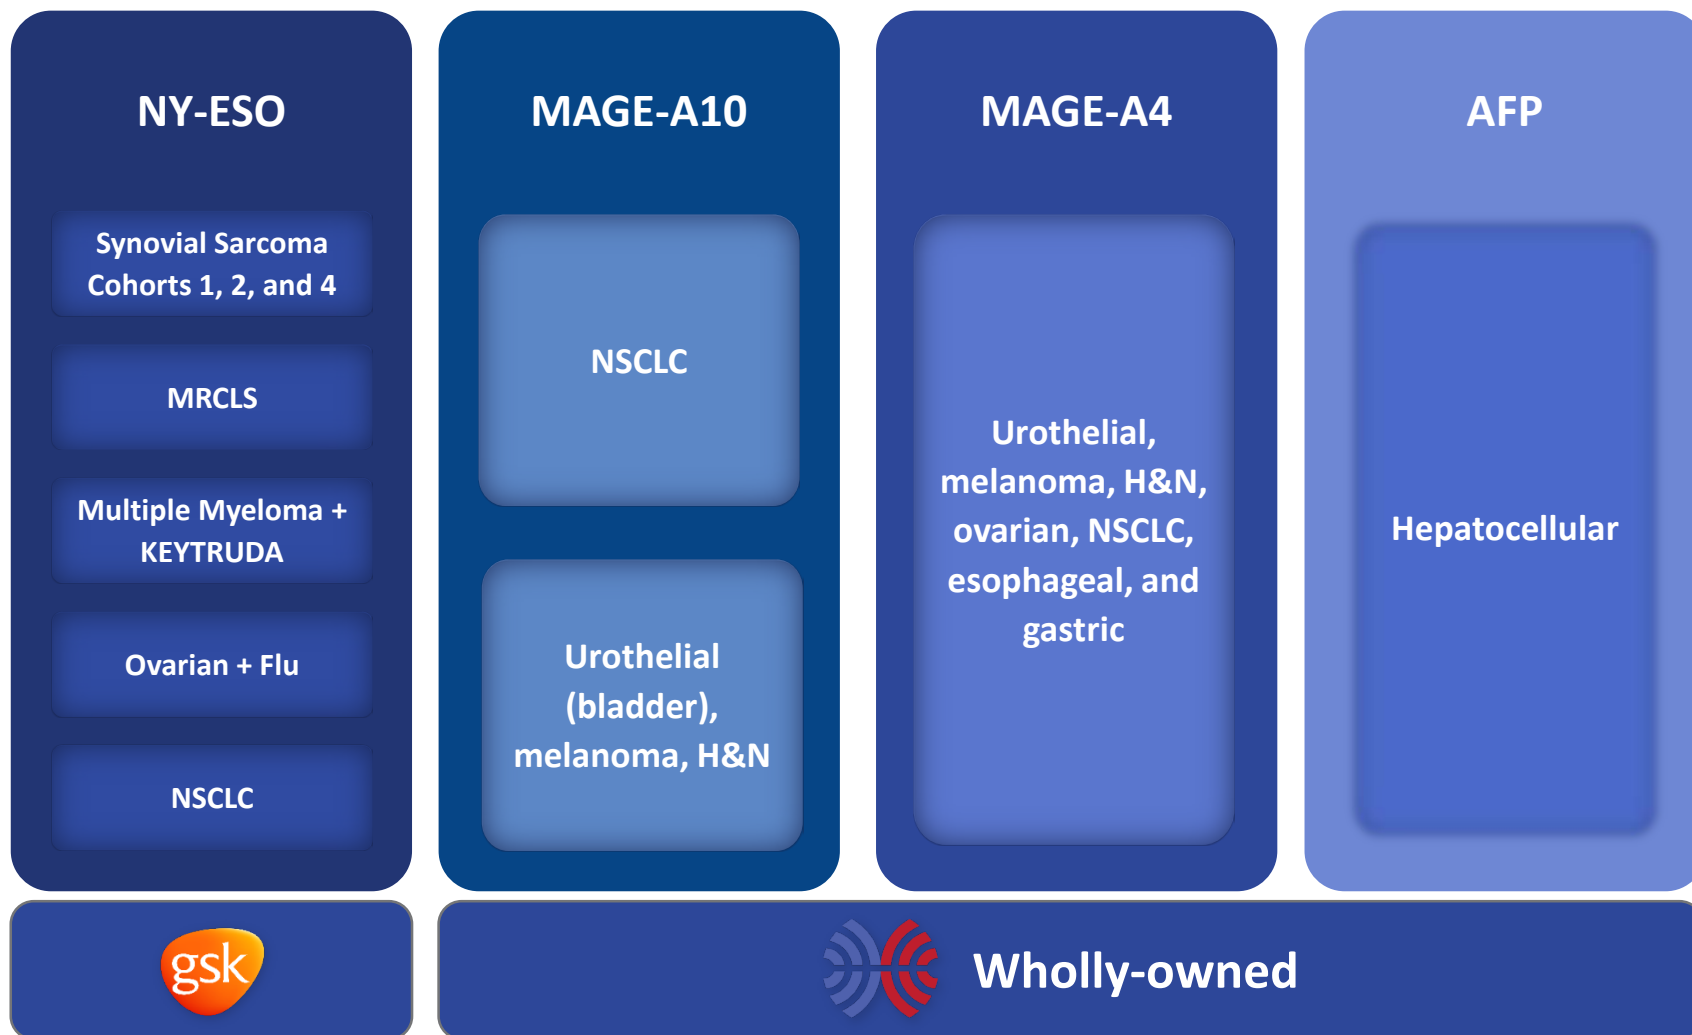 NY-ESO
Synovial Sarcoma
Cohorts 1, 2, and 4
MRCLS
Multiple Myeloma +
KEYTRUDA
Ovarian + Flu
NSCLC
gsk
MAGE-A10
NSCLC
Urothelial
(bladder),
melanoma, H&N
MAGE-A4
Urothelial,
melanoma, H&N,
ovarian, NSCLC,
esophageal, and
gastric
AFP
Hepatocellular
Wholly-owned